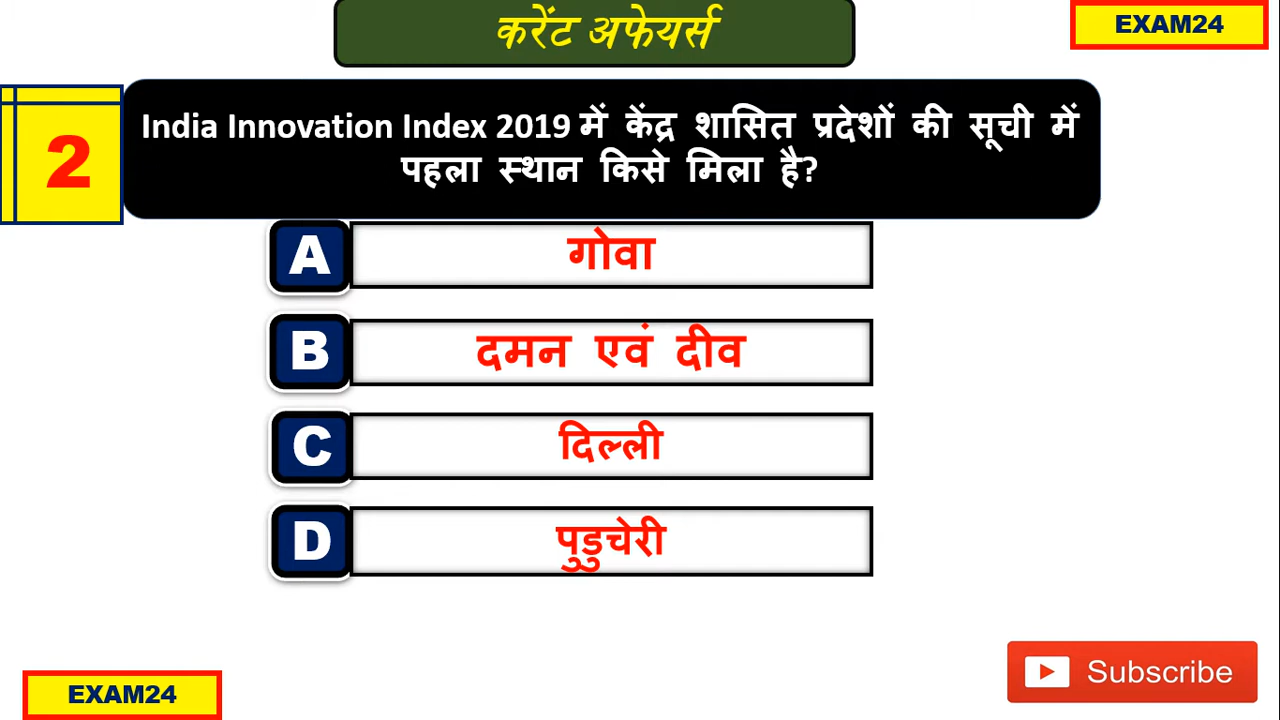 करेंट अफेयर्स
EXAM24
2
India Innovation Index 2019 में केंद्र शासित प्रदेशों की सूची में
पहला स्थान किसे मिला है?
A
गोवा
B
दमन एवं दीव
C
दिल्ली
D
पुडुचेरी
EXAM24
Subscribe